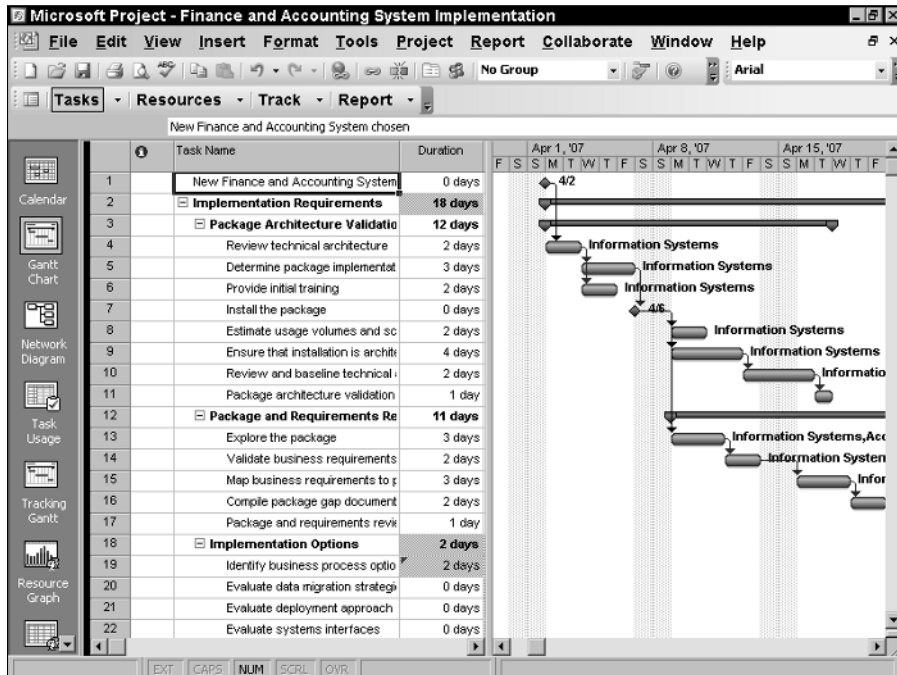 Microsoft Project - Finance and Accounting System Implementation
File Edit View Insert Format Tools Project Report Collaborate Window Help
No Group Arial
Tasks Resources Track Report
New Finance and Accounting System chosen
Task Name Duration Apr 1, '07 Apr 8, '07 Apr 15, '07
F S S M T W T F S S M T W T F S S M T W T F
Calendar
Gantt Chart
Network Diagram
Task Usage
Tracking Gantt
Resource Graph
1 New Finance and Accounting System 0 days 4/2
2 Implementation Requirements 18 days
3 Package Architecture Validatio 12 days
4 Review technical architecture 2 days Information Systems
5 Determine package implementat 3 days Information Systems
6 Provide initial training 2 days Information Systems
7 Install the package 0 days 4/6
8 Estimate usage volumes and sc 2 days Information Systems
9 Ensure that installation is archite 4 days Information Systems
10 Review and baseline technical 2 days Informatio
11 Package architecture validation 1 day
12 Package and Requirements Re 11 days
13 Explore the package 3 days Information Systems,Acc
14 Validate business requirements 2 days Information System
15 Map business requirements to p 3 days Infor
16 Compile package gap document 2 days
17 Package and requirements revie 1 day
18 Implementation Options 2 days
19 Identify business process optio 2 days
20 Evaluate data migration strategi 0 days
21 Evaluate deployment approach 0 days
22 Evaluate systems interfaces 0 days
EXT CAPS NUM SCRL OVR